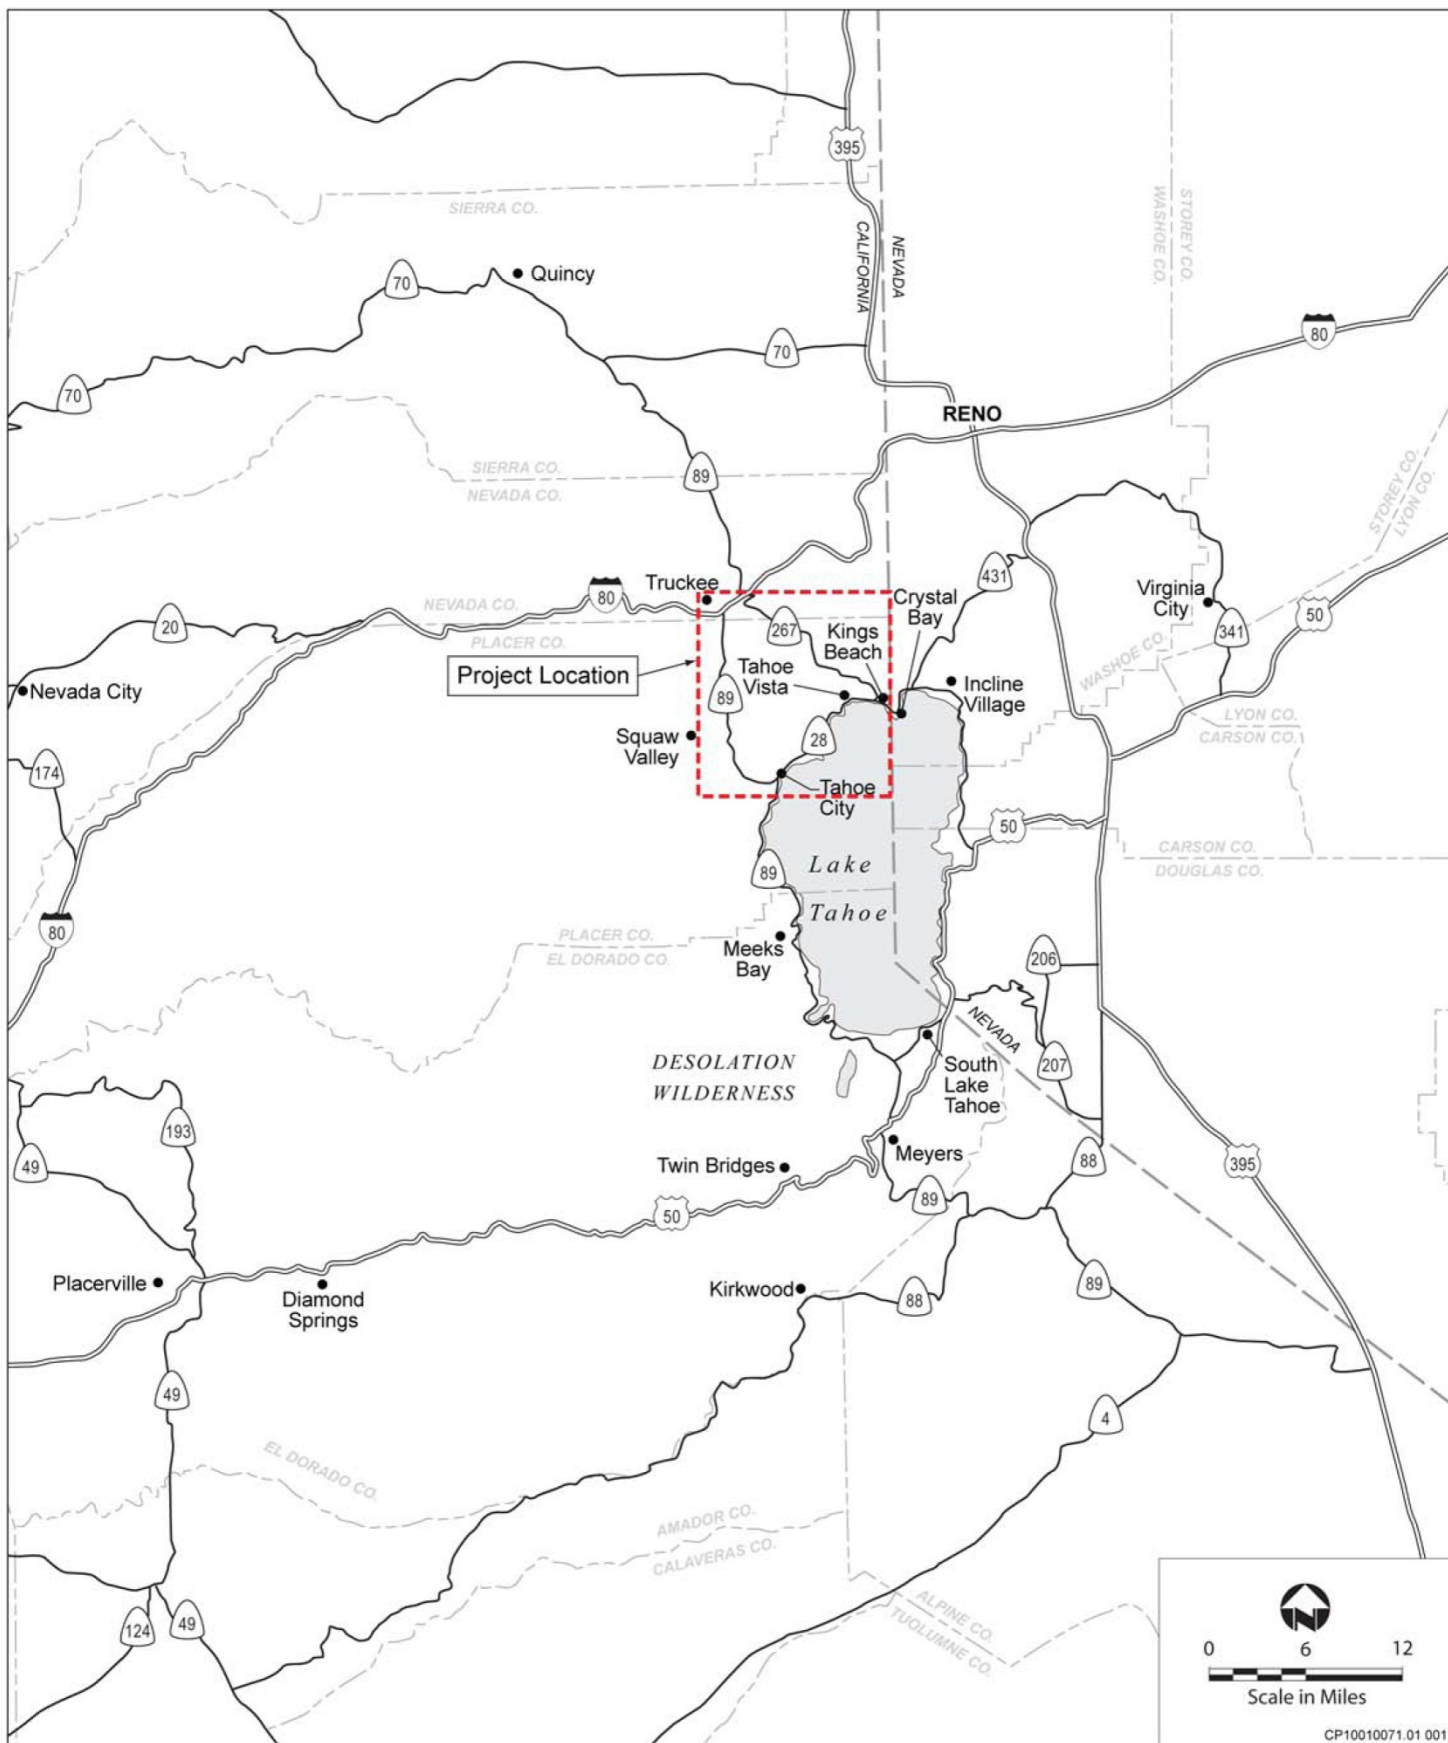 395
SIERRA CO.
WASHOE CO.
STOREY CO.
CALIFORNIA
NEVADA
70
Quincy
70
80
70
RENO
SIERRA CO.
NEVADA CO.
89
STOREY CO.
LYON CO.
431
Truckee
80
Crystal
Bay
Virginia
City
NEVADA CO.
PLACER CO.
20
267
Kings
Beach
50
341
Project Location
Tahoe
Vista
WASHOE CO.
Nevada City
89
Incline
Village
LYON CO.
CARSON CO.
28
Squaw
Valley
174
Tahoe
City
50
CARSON CO.
DOUGLAS CO.
Lake
Tahoe
89
80
PLACER CO.
EL DORADO CO.
Meeks
Bay
206
NEVADA
DESOLATION
WILDERNESS
South
Lake
Tahoe
207
193
49
Twin Bridges
Meyers
88
395
89
50
Placerville
Diamond
Springs
Kirkwood
88
89
49
4
EL DORADO CO.
AMADOR CO.
CALAVERAS CO.
ALPINE CO.
TUOLUMNE CO.
124
49
N
0 6 12
Scale in Miles
CP10010071.01 001